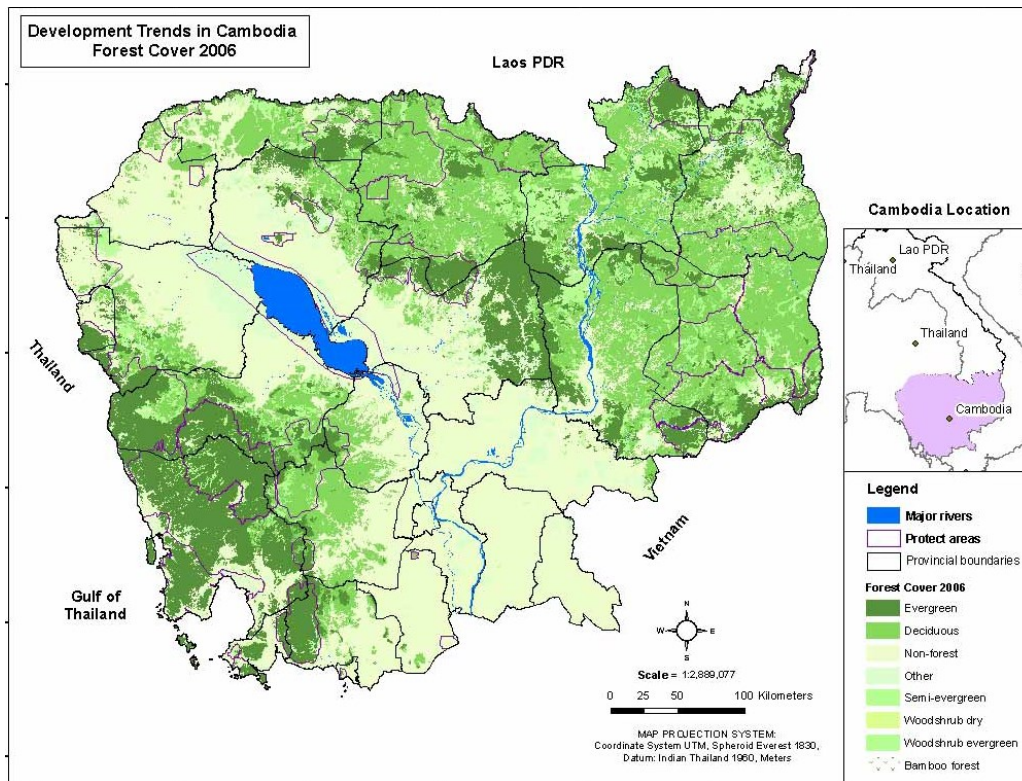 Development Trends in Cambodia
Forest Cover 2006
Laos PDR
Thailand
Gulf of
Thailand
Vietnam
N
W E
S
Scale = 1:2,889,077
0 25 50 100 Kilometers
MAP PROJECTION SYSTEM:
Coordinate System UTM, Spheroid Everest 1830,
Datum: Indian Thailand 1960, Meters
Cambodia Location
Lao PDR
Thailand
Thailand
Cambodia
Legend
Major rivers
Protect areas
Provincial boundaries
Forest Cover 2006
Evergreen
Deciduous
Non-forest
Other
Semi-evergreen
Woodshrub dry
Woodshrub evergreen
Bamboo forest